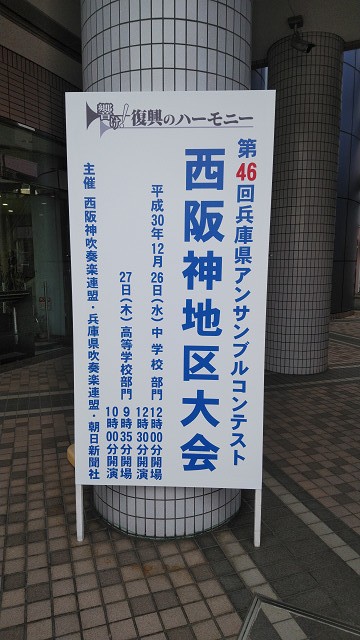 響け!復興のハーモニー
第46回兵庫県アンサンブルコンテスト
西阪神地区大会
平成30年12月26日(水)中学校部門 12時00分開場
12時30分開演
27日(木)高等学校部門 9時35分開場
10時00分開演
主催 西阪神吹奏楽連盟・兵庫県吹奏楽連盟・朝日新聞社